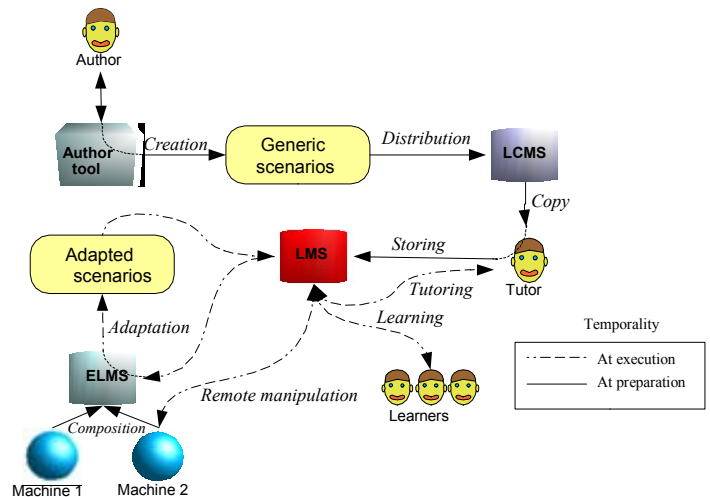 Author
Author
tool
Creation
Generic
scenarios
Distribution
LCMS
Copy
Adapted
scenarios
LMS
Storing
Tutor
Tutoring
Learning
Adaptation
ELMS
Remote manipulation
Learners
Composition
Machine 1
Machine 2
Temporality
At execution
At preparation